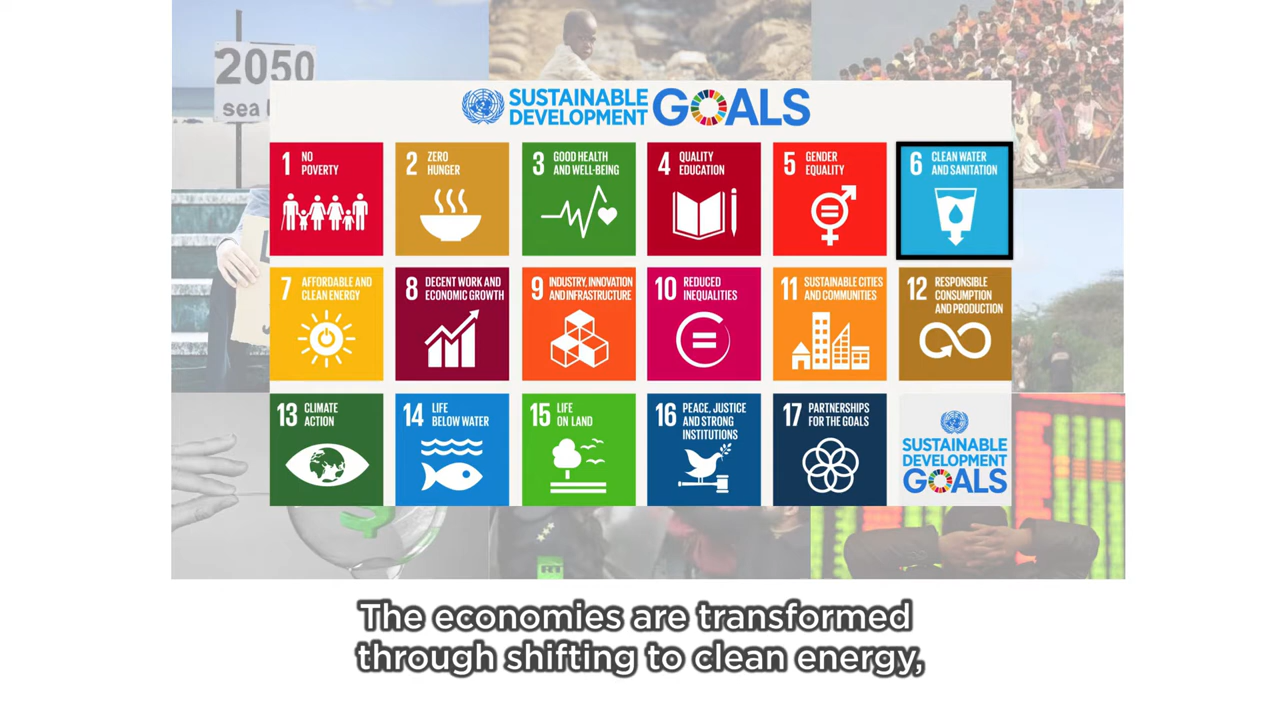 2050
sea
SUSTAINABLE
DEVELOPMENT
GOALS
1 NO
POVERTY
2 ZERO
HUNGER
3 GOOD HEALTH
AND WELL-BEING
4 QUALITY
EDUCATION
5 GENDER
EQUALITY
6 CLEAN WATER
AND SANITATION
7 AFFORDABLE AND
CLEAN ENERGY
8 DECENT WORK AND
ECONOMIC GROWTH
9 INDUSTRY, INNOVATION
AND INFRASTRUCTURE
10 REDUCED
INEQUALITIES
11 SUSTAINABLE CITIES
AND COMMUNITIES
12 RESPONSIBLE
CONSUMPTION
AND PRODUCTION
13 CLIMATE
ACTION
14 LIFE
BELOW WATER
15 LIFE
ON LAND
16 PEACE, JUSTICE
AND STRONG
INSTITUTIONS
17 PARTNERSHIPS
FOR THE GOALS
SUSTAINABLE
DEVELOPMENT
GOALS
RT
The economies are transformed
through shifting to clean energy,